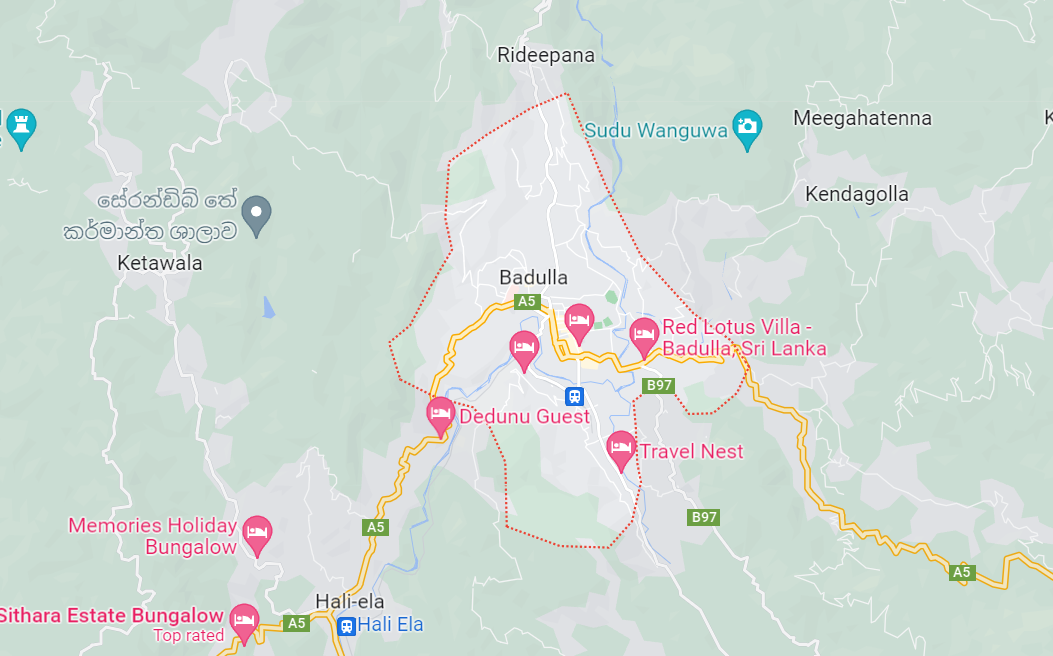 Rideepana
Sudu Wanguwa
Meegahatenna
Kendagolla
සේරන්ඩිබ් තේ
කර්මාන්ත ශාලාව
Ketawala
Badulla
A5
Red Lotus Villa -
Badulla, Sri Lanka
B97
Dedunu Guest
Travel Nest
A5
B97
Memories Holiday
Bungalow
A5
Hali-ela
Hali Ela
A5
Sithara Estate Bungalow
Top rated